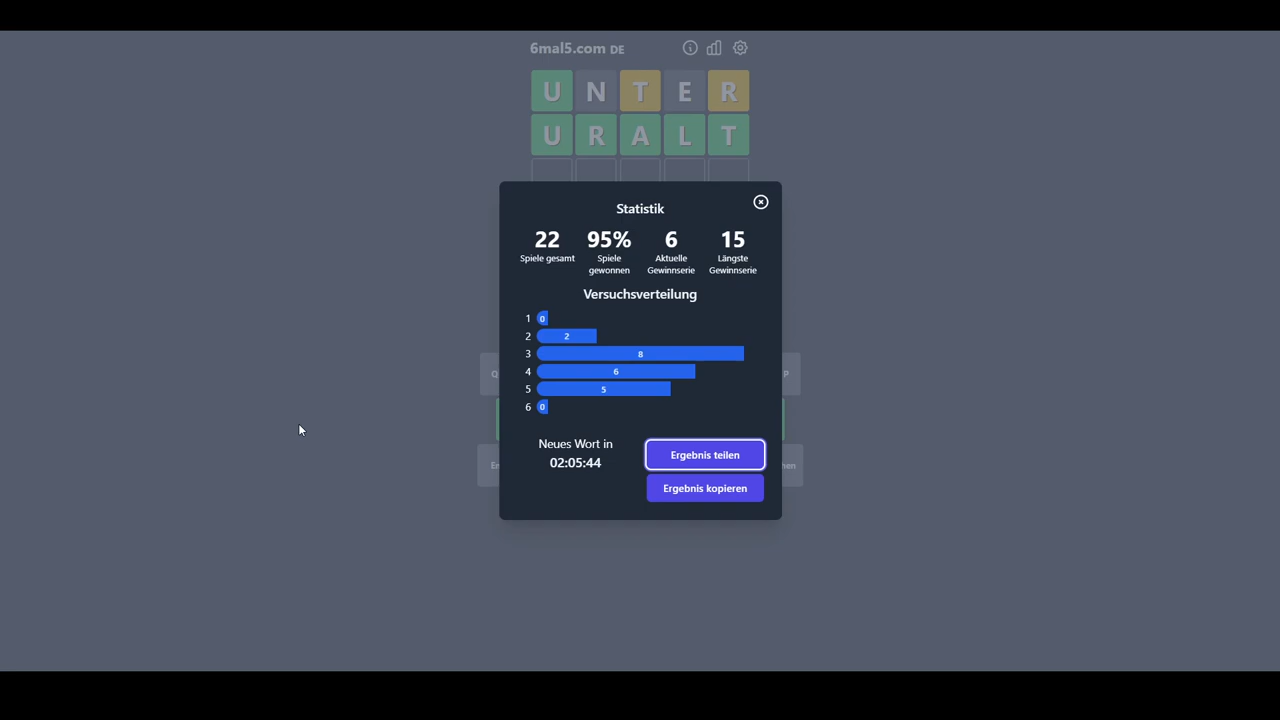 6mal5.com DE
U N T E R
U R A L T
Statistik
22 95% 6 15
Spiele gesamt Spiele gewonnen Aktuelle Gewinnserie Längste Gewinnserie
Versuchsverteilung
1 0
2 2
3 8
4 6
5 5
6 0
Neues Wort in
02:05:44
Ergebnis teilen
Ergebnis kopieren
Q P